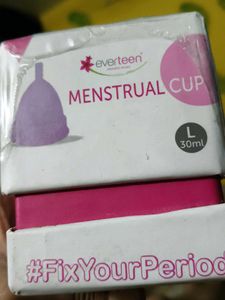 everteen
MENSTRUAL CUP
L
30ml
#FixYourPeriod